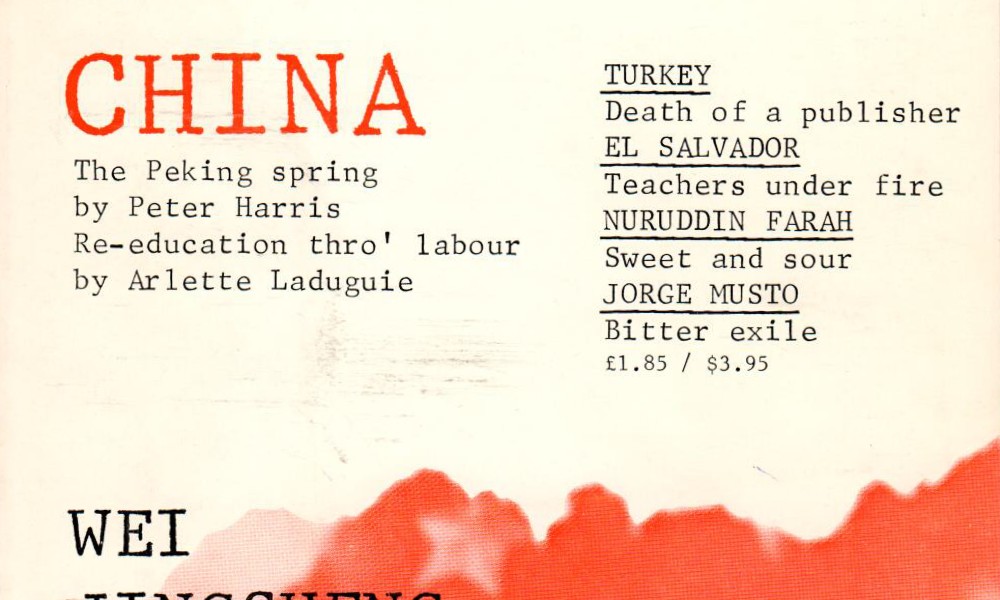 CHINA
The Peking spring
by Peter Harris
Re-education thro' labour
by Arlette Laduguie
TURKEY
Death of a publisher
EL SALVADOR
Teachers under fire
NURUDDIN FARAH
Sweet and sour
JORGE MUSTO
Bitter exile
£1.85 / $3.95
WEI
JINGSHENG